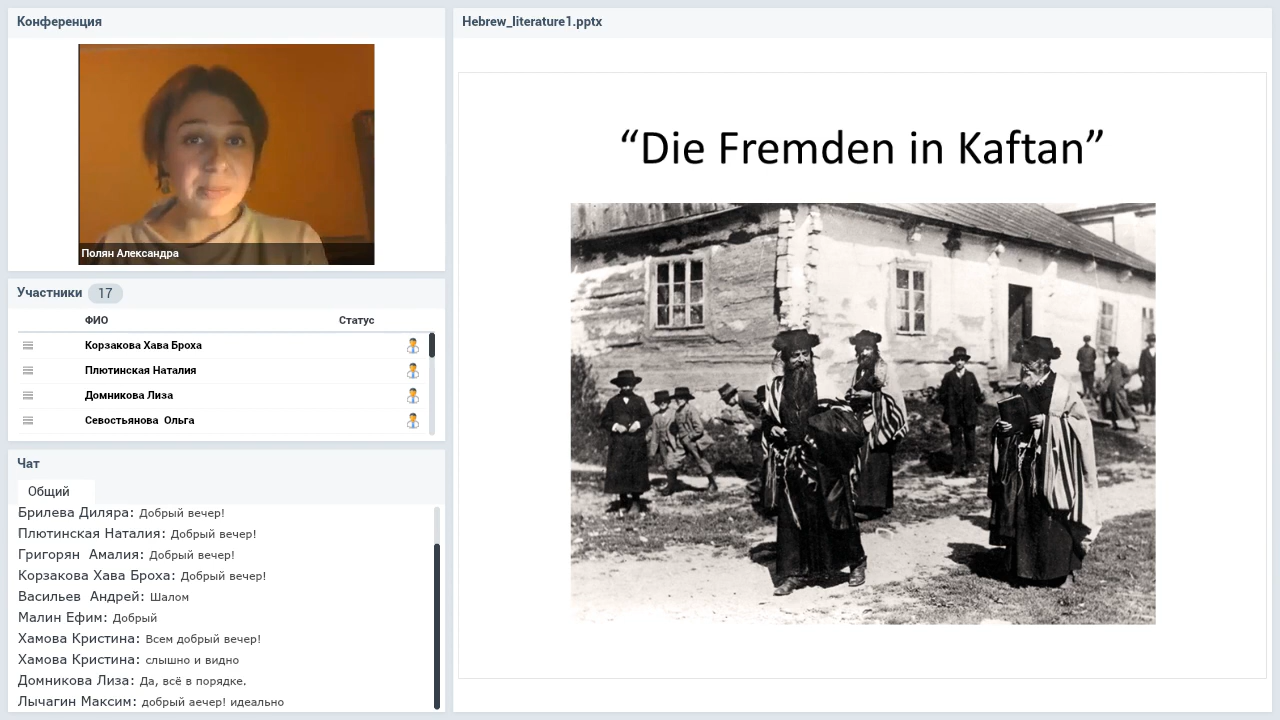 Конференция
Полян Александра
Участники 17
ФИО Статус
Корзакова Хава Броха
Плютинская Наталия
Домникова Лиза
Севостьянова  Ольга
Чат
Общий
Брилева Диляра: Добрый вечер!
Плютинская Наталия: Добрый вечер!
Григорян  Амалия: Добрый вечер!
Корзакова Хава Броха: Добрый вечер!
Васильев  Андрей: Шалом
Малин Ефим: Добрый
Хамова Кристина: Всем добрый вечер!
Хамова Кристина: слышно и видно
Домникова Лиза: Да, всё в порядке.
Лычагин Максим: добрый аечер! идеально
Hebrew_literature1.pptx
“Die Fremden in Kaftan”